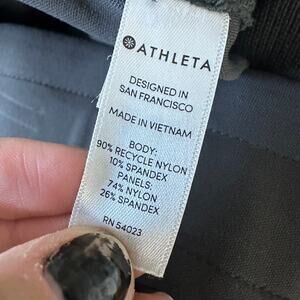 ATHLETA
DESIGNED IN
SAN FRANCISCO
MADE IN VIETNAM
BODY:
90% RECYCLE NYLON
10% SPANDEX
PANELS:
74% NYLON
26% SPANDEX
RN 54023